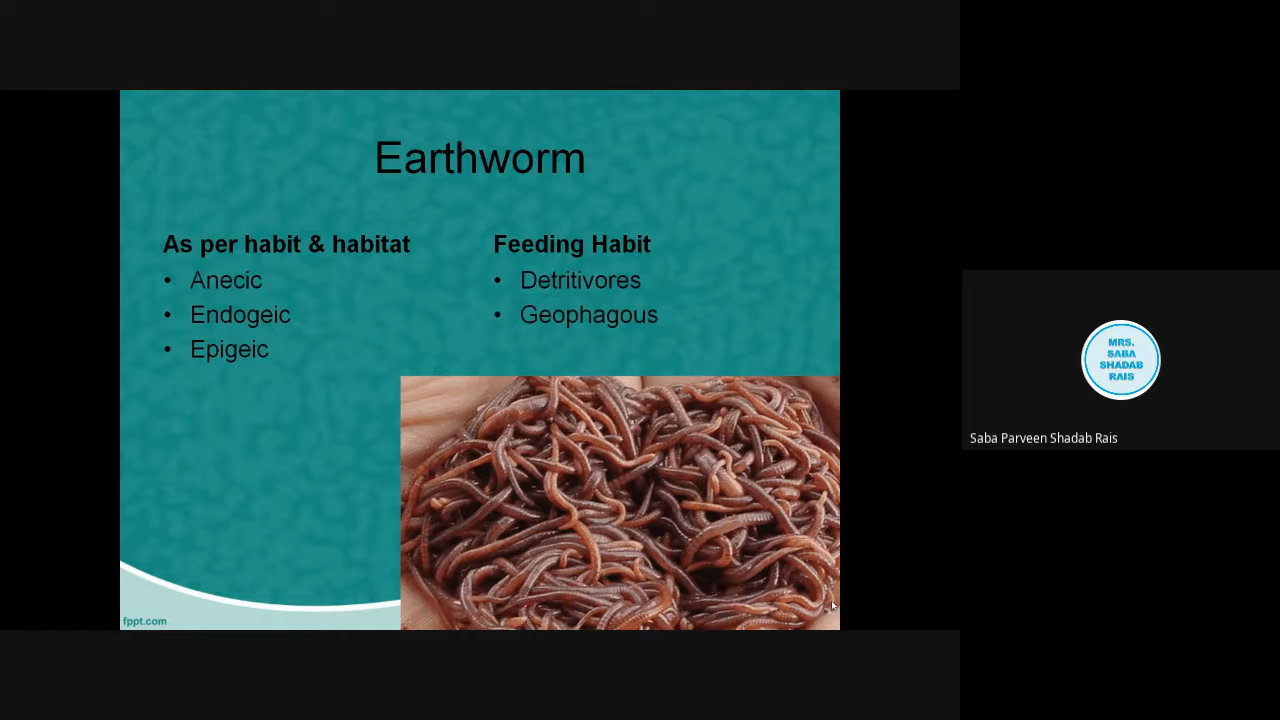 Earthworm
As per habit & habitat
• Anecic
• Endogeic
• Epigeic
Feeding Habit
• Detritivores
• Geophagous
fppt.com
MRS.
SABA
SHADAB
RAIS
Saba Parveen Shadab Rais